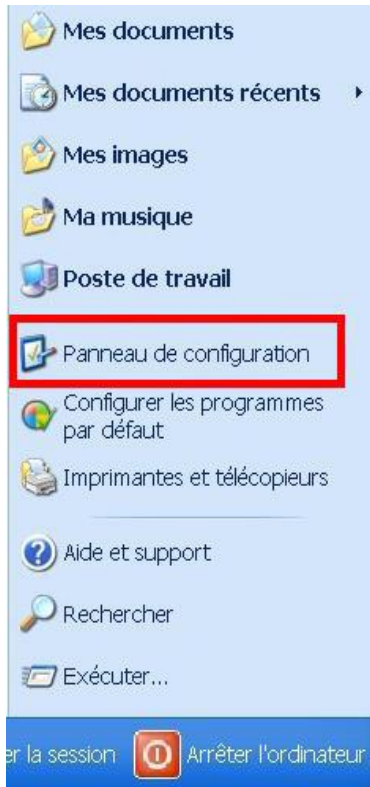 Mes documents
Mes documents récents
Mes images
Ma musique
Poste de travail
Panneau de configuration
Configurer les programmes
par défaut
Imprimantes et télécopieurs
Aide et support
Rechercher
Exécuter...
er la session Arrêter l'ordinateur